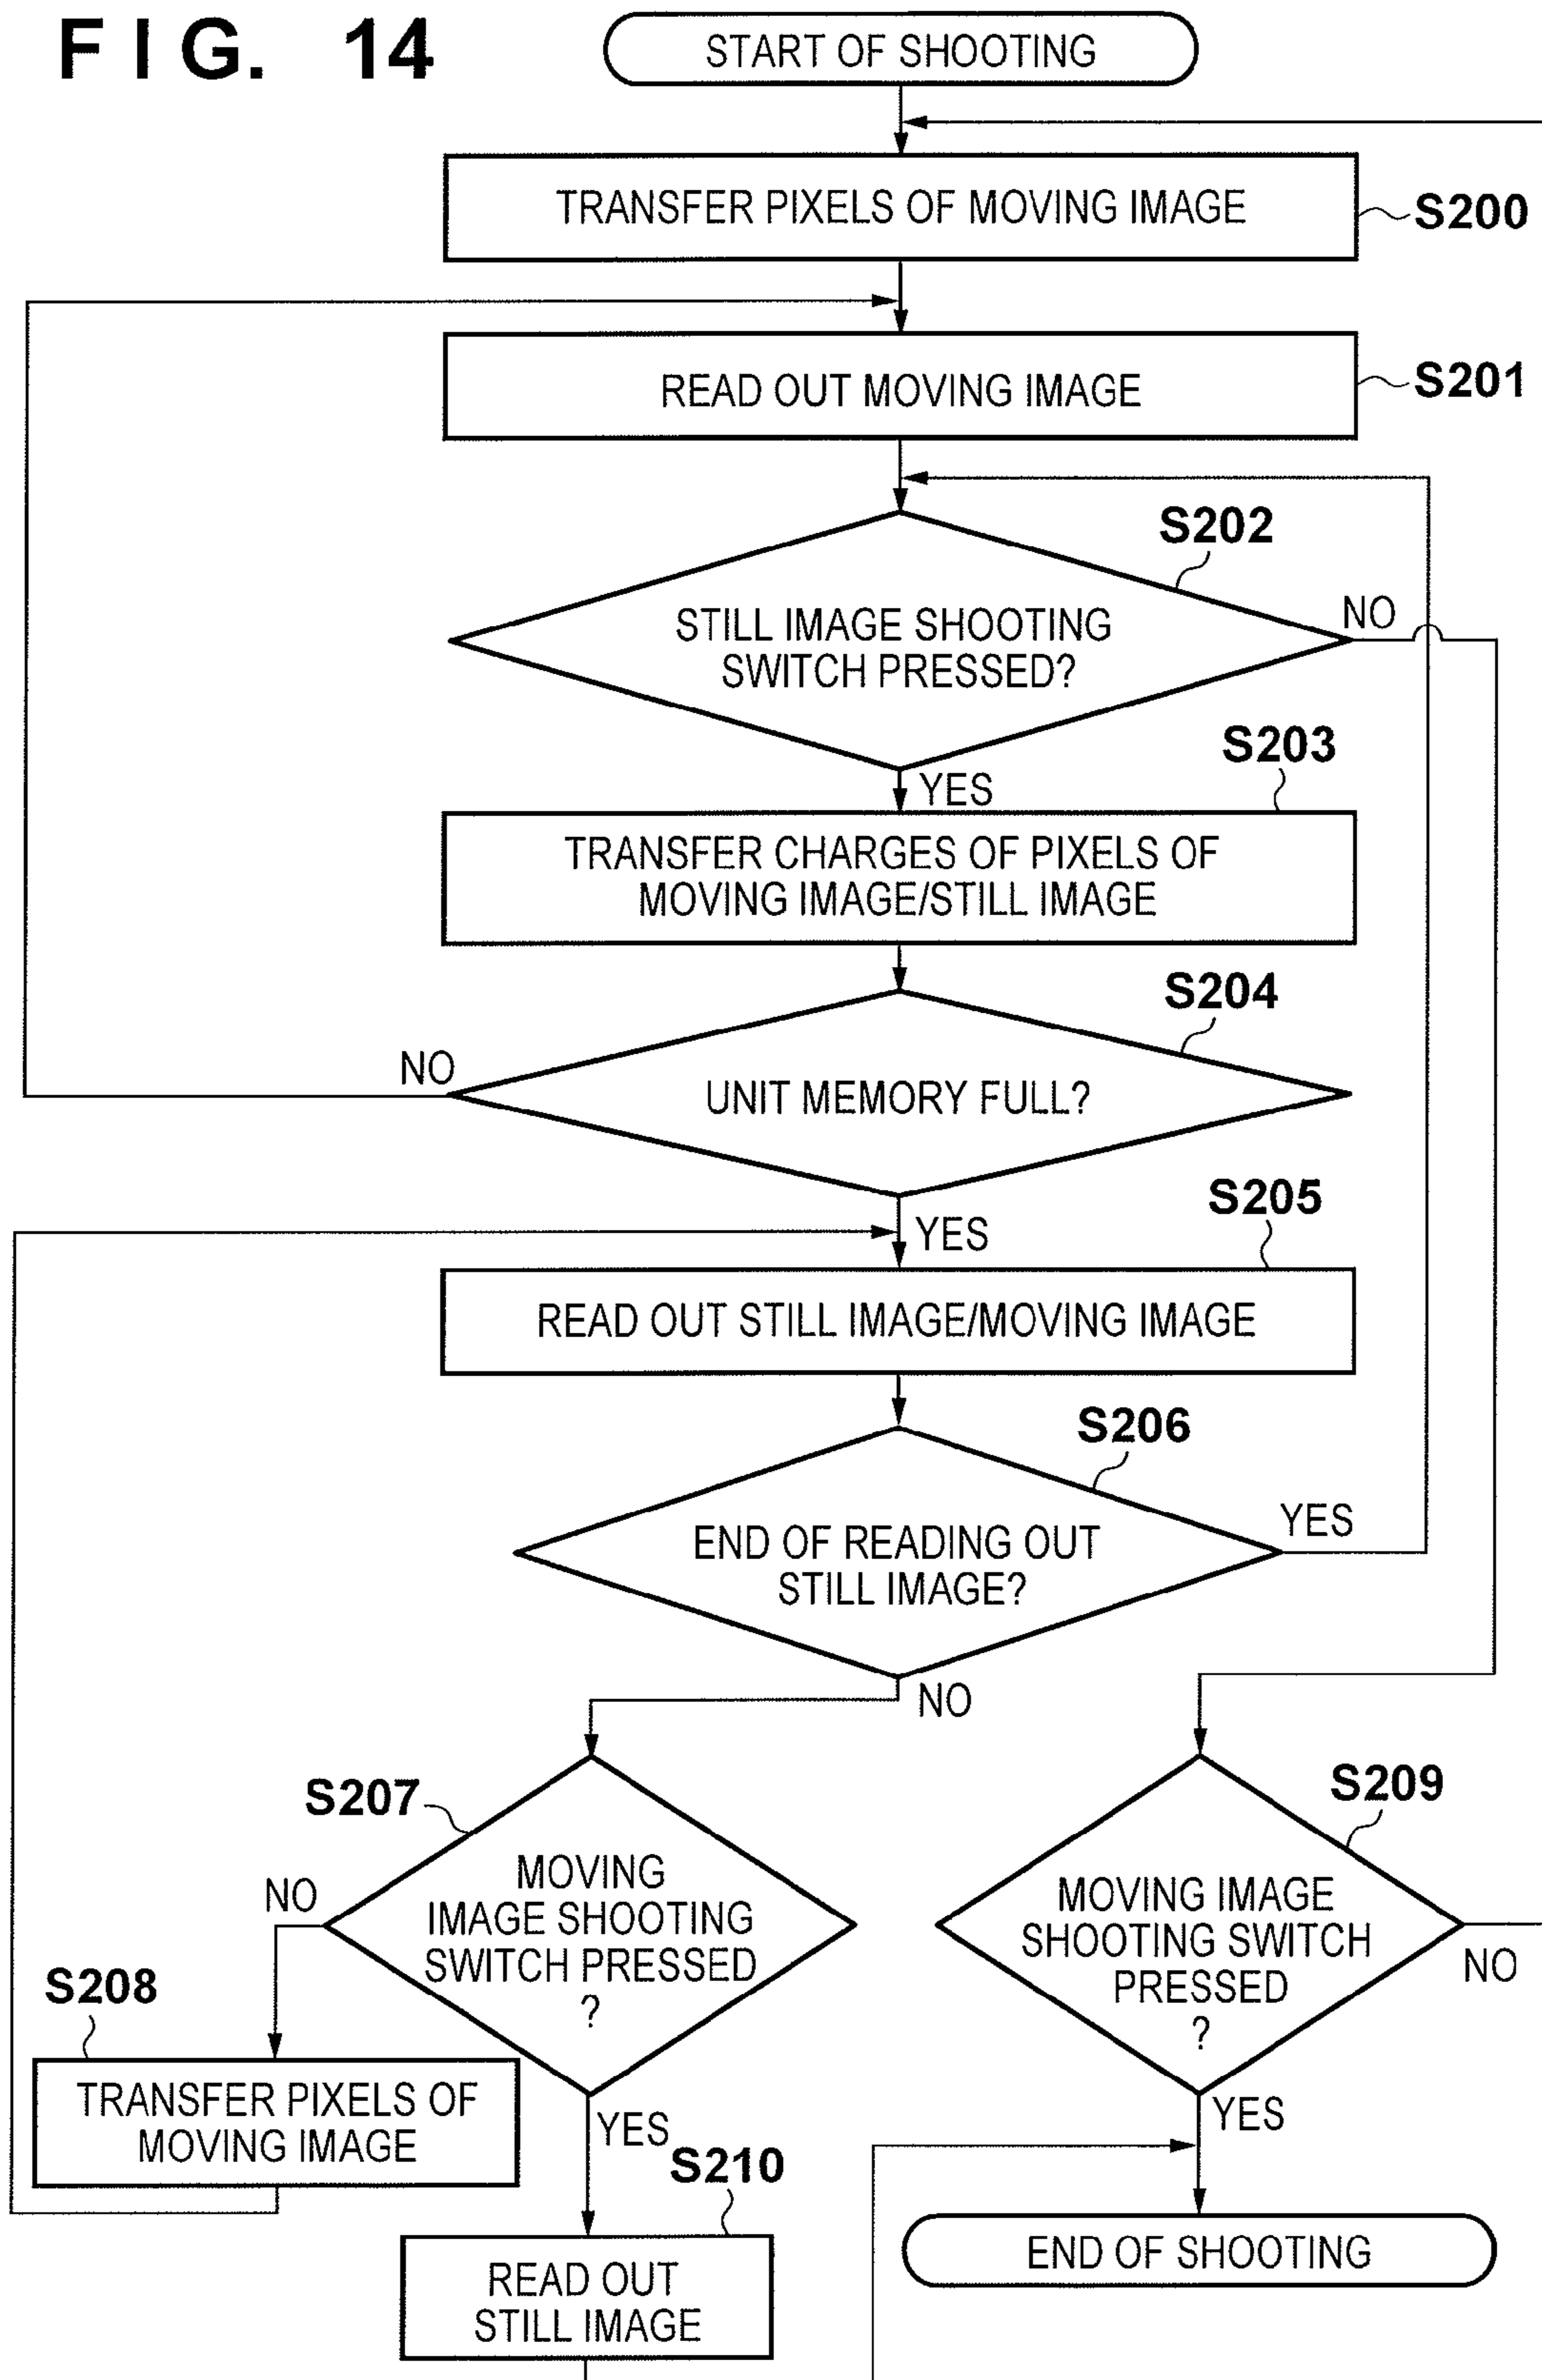 FIG. 14
START OF SHOOTING
TRANSFER PIXELS OF MOVING IMAGE
S200
READ OUT MOVING IMAGE
S201
S202
STILL IMAGE SHOOTING
SWITCH PRESSED?
NO
YES
S203
TRANSFER CHARGES OF PIXELS OF
MOVING IMAGE/STILL IMAGE
S204
NO
UNIT MEMORY FULL?
YES
S205
READ OUT STILL IMAGE/MOVING IMAGE
S206
END OF READING OUT
STILL IMAGE?
YES
NO
S207
MOVING
IMAGE SHOOTING
SWITCH PRESSED
?
NO
S208
TRANSFER PIXELS OF
MOVING IMAGE
YES
S210
READ OUT
STILL IMAGE
S209
MOVING IMAGE
SHOOTING SWITCH
PRESSED
?
NO
YES
END OF SHOOTING